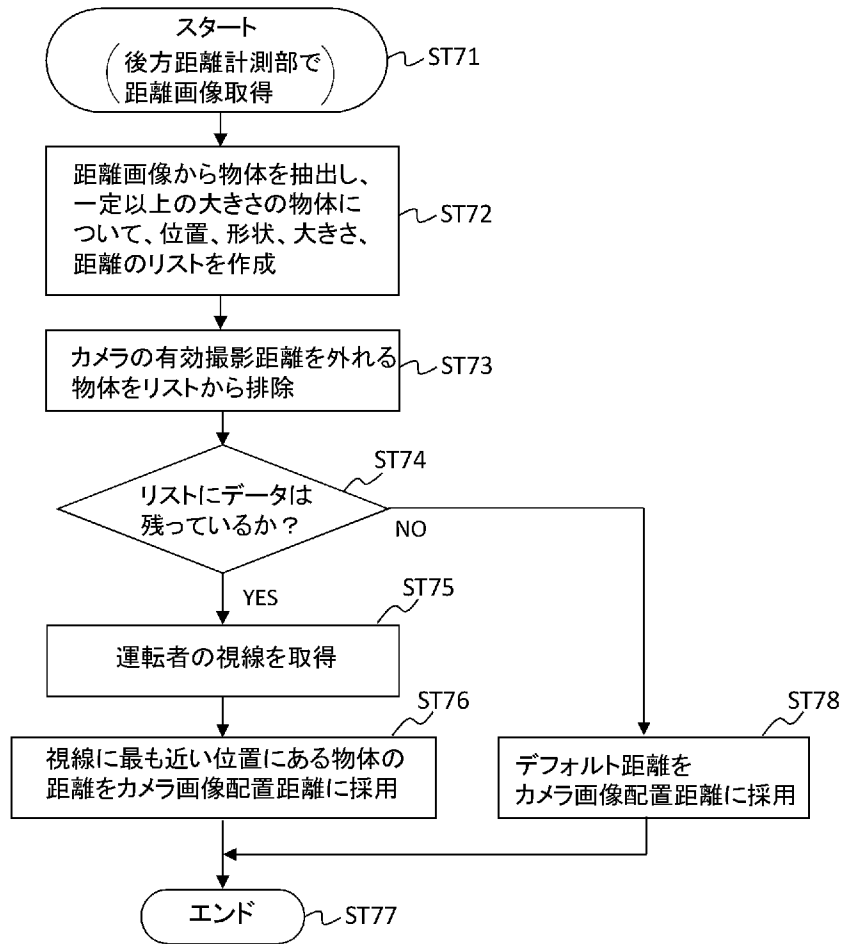 スタート
後方距離計測部で
距離画像取得
ST71
距離画像から物体を抽出し、
一定以上の大きさの物体に
ついて、位置、形状、大きさ、
距離のリストを作成
ST72
カメラの有効撮影距離を外れる
物体をリストから排除
ST73
ST74
リストにデータは
残っているか？
NO
YES
ST75
運転者の視線を取得
ST76
視線に最も近い位置にある物体の
距離をカメラ画像配置距離に採用
ST78
デフォルト距離を
カメラ画像配置距離に採用
エンド
ST77